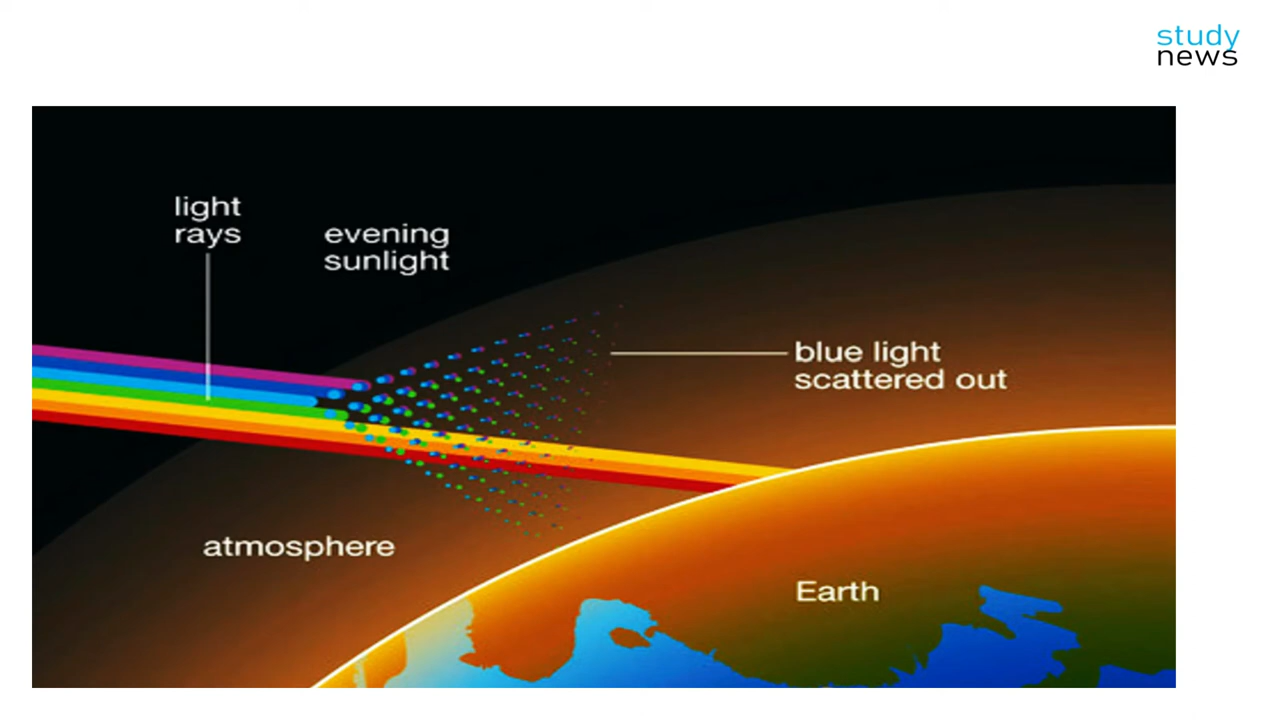 study
news
light
rays
evening
sunlight
blue light
scattered out
atmosphere
Earth